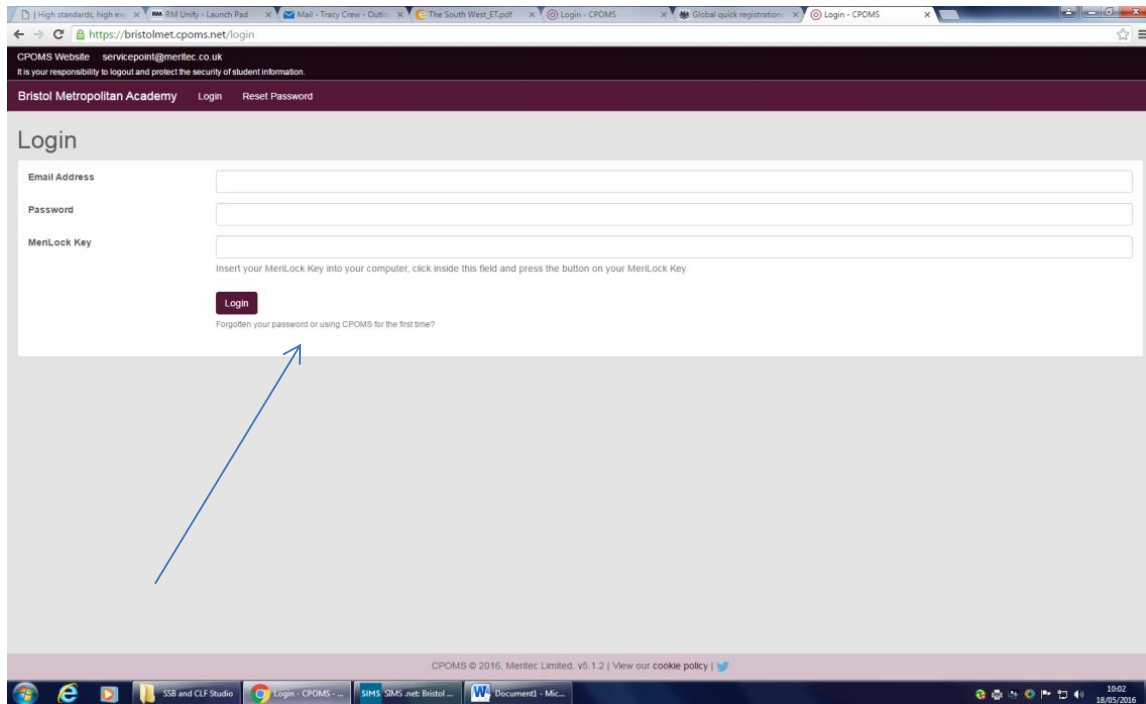 | High standards, high ex
RM Unify - Launch Pad
Mail - Tracy Crew - Outlo
The South West_ET.pdf
Login - CPOMS
Global quick registration
Login - CPOMS
https://bristolmet.cpoms.net/login
CPOMS Website servicepoint@meritec.co.uk
It is your responsibility to logout and protect the security of student information.
Bristol Metropolitan Academy Login Reset Password
Login
Email Address
Password
MeriLock Key
Insert your MeriLock Key into your computer, click inside this field and press the button on your MeriLock Key.
Login
Forgotten your password or using CPOMS for the first time?
CPOMS © 2016, Meritec Limited. v5.1.2 | View our cookie policy |
SSB and CLF Studio
Login - CPOMS - ...
SIMS SIMS .net: Bristol ...
W Document1 - Mic...
10:02
18/05/2016